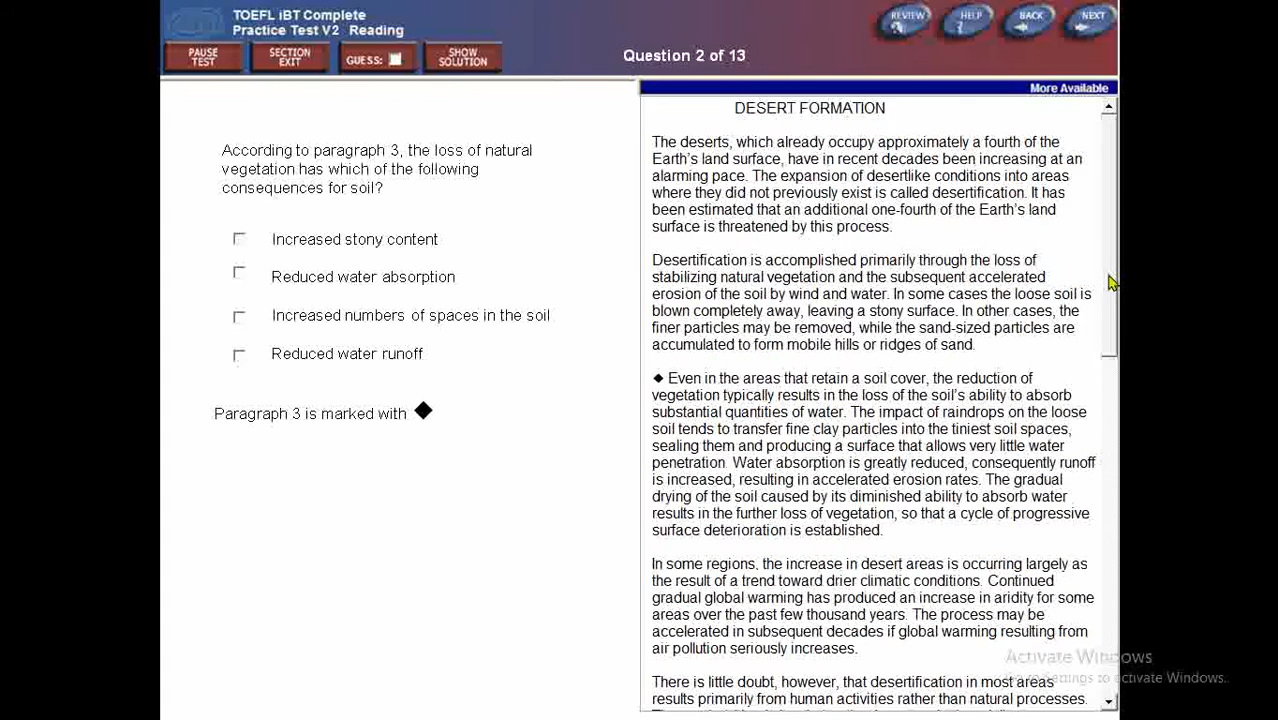 TOEFL iBT Complete
Practice Test V2 Reading
REVIEW
HELP
BACK
NEXT
PAUSE
TEST
SECTION
EXIT
GUESS:
SHOW
SOLUTION
Question 2 of 13
More Available
According to paragraph 3, the loss of natural
vegetation has which of the following
consequences for soil?
Increased stony content
Reduced water absorption
Increased numbers of spaces in the soil
Reduced water runoff
Paragraph 3 is marked with ◆
DESERT FORMATION
The deserts, which already occupy approximately a fourth of the
Earth's land surface, have in recent decades been increasing at an
alarming pace. The expansion of desertlike conditions into areas
where they did not previously exist is called desertification. It has
been estimated that an additional one-fourth of the Earth's land
surface is threatened by this process.
Desertification is accomplished primarily through the loss of
stabilizing natural vegetation and the subsequent accelerated
erosion of the soil by wind and water. In some cases the loose soil is
blown completely away, leaving a stony surface. In other cases, the
finer particles may be removed, while the sand-sized particles are
accumulated to form mobile hills or ridges of sand.
◆ Even in the areas that retain a soil cover, the reduction of
vegetation typically results in the loss of the soil's ability to absorb
substantial quantities of water. The impact of raindrops on the loose
soil tends to transfer fine clay particles into the tiniest soil spaces,
sealing them and producing a surface that allows very little water
penetration. Water absorption is greatly reduced, consequently runoff
is increased, resulting in accelerated erosion rates. The gradual
drying of the soil caused by its diminished ability to absorb water
results in the further loss of vegetation, so that a cycle of progressive
surface deterioration is established.
In some regions, the increase in desert areas is occurring largely as
the result of a trend toward drier climatic conditions. Continued
gradual global warming has produced an increase in aridity for some
areas over the past few thousand years. The process may be
accelerated in subsequent decades if global warming resulting from
air pollution seriously increases.
There is little doubt, however, that desertification in most areas
results primarily from human activities rather than natural processes.
Activate Windows
Go to Settings to activate Windows.